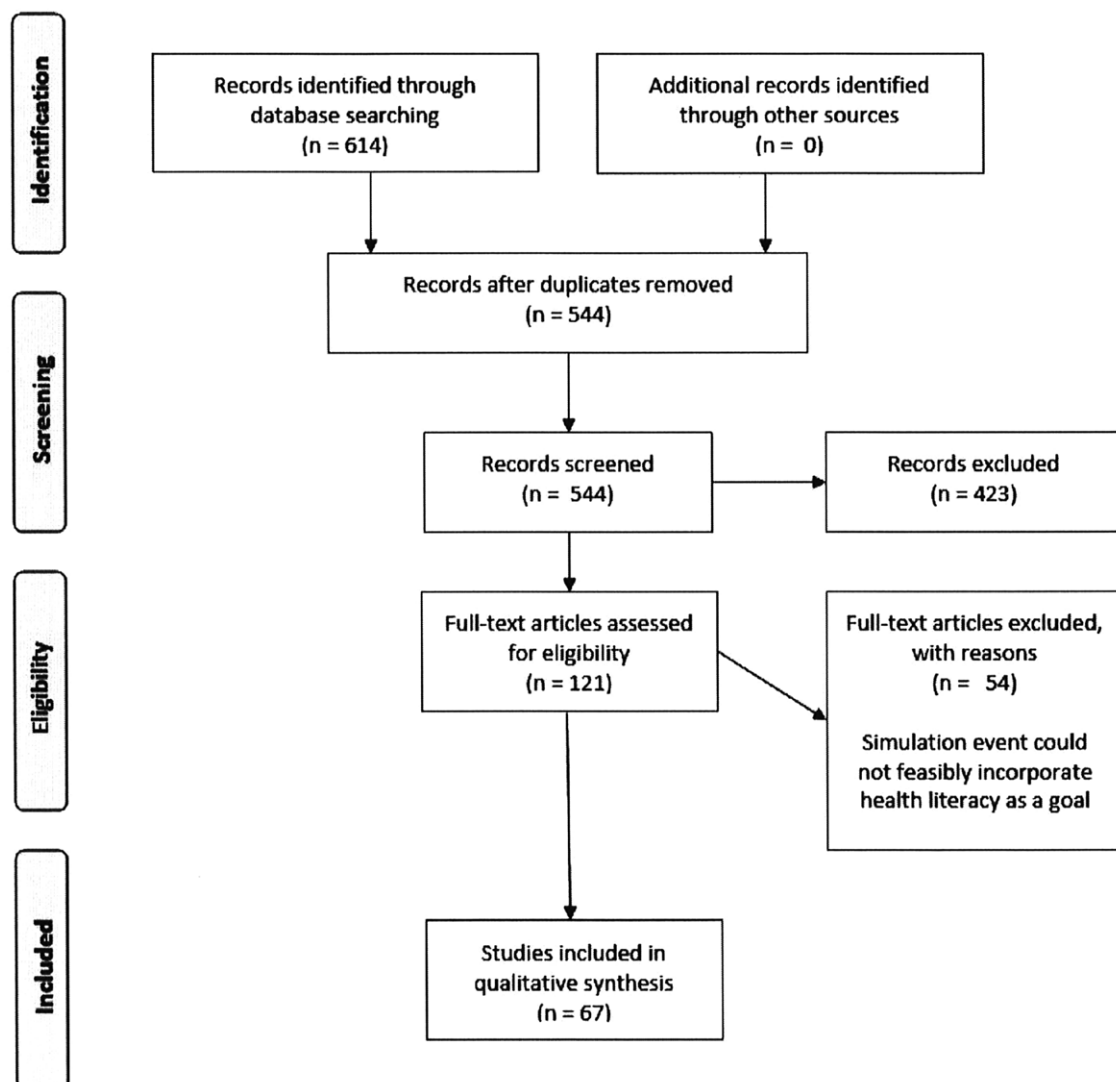 Identification
Records identified through
database searching
(n = 614)
Additional records identified
through other sources
(n = 0)
Records after duplicates removed
(n = 544)
Screening
Records screened
(n = 544)
Records excluded
(n = 423)
Eligibility
Full-text articles assessed
for eligibility
(n = 121)
Full-text articles excluded,
with reasons
(n = 54)
Simulation event could
not feasibly incorporate
health literacy as a goal
Included
Studies included in
qualitative synthesis
(n = 67)